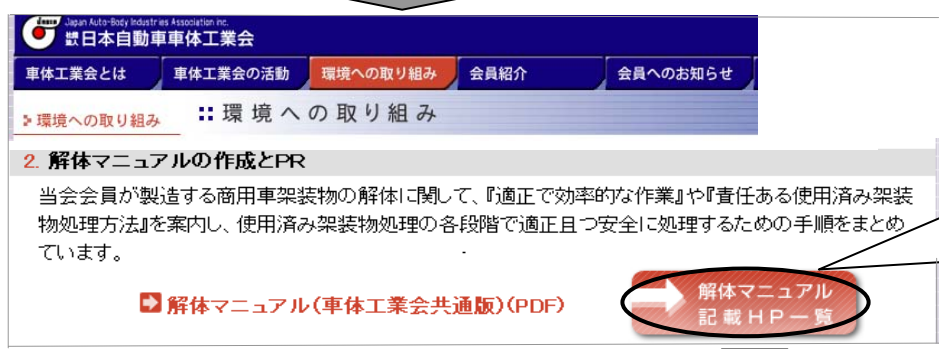 Japan Auto-Body Industries Association inc.
日本自動車車体工業会
車体工業会とは 車体工業会の活動 環境への取り組み 会員紹介 会員へのお知らせ
環境への取り組み
環境への取り組み
2. 解体マニュアルの作成とPR
当会会員が製造する商用車架装物の解体に関して、『適正で効率的な作業』や『責任ある使用済み架装
物処理方法』を案内し、使用済み架装物処理の各段階で適正且つ安全に処理するための手順をまとめ
ています。
解体マニュアル(車体工業会共通版)(PDF)
解体マニュアル
記載HP一覧